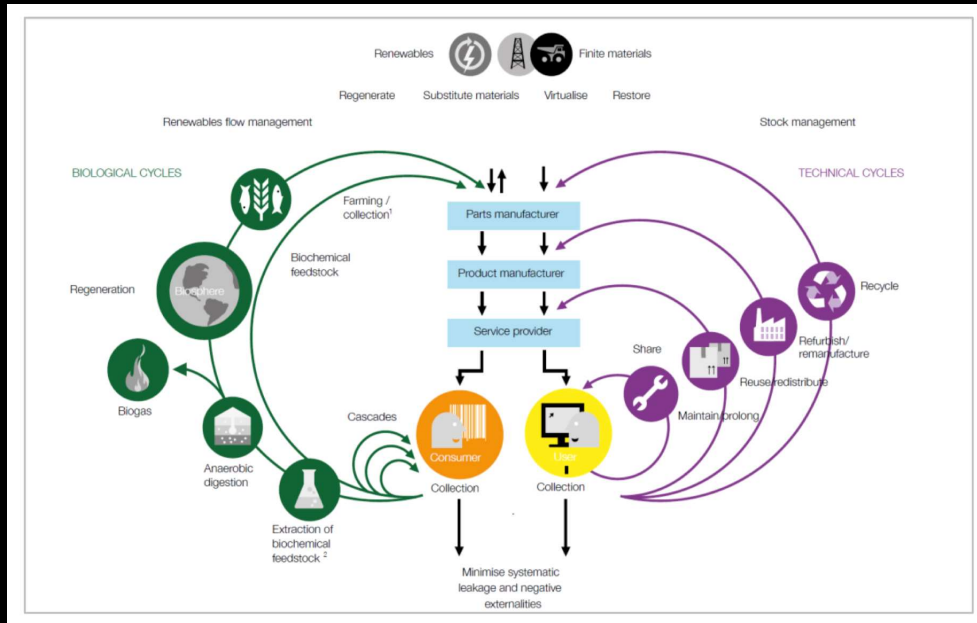 Renewables
Finite materials
Regenerate
Substitute materials
Virtualise
Restore
Renewables flow management
Stock management
BIOLOGICAL CYCLES
TECHNICAL CYCLES
Farming /
collection1
Parts manufacturer
Biochemical
feedstock
Product manufacturer
Regeneration
Biosphere
Recycle
Service provider
Share
Refurbish/
remanufacture
Reuse/redistribute
Biogas
Maintain/prolong
Cascades
Consumer
User
Anaerobic
digestion
Collection
Collection
Extraction of
biochemical
feedstock 2
Minimise systematic
leakage and negative
externalities